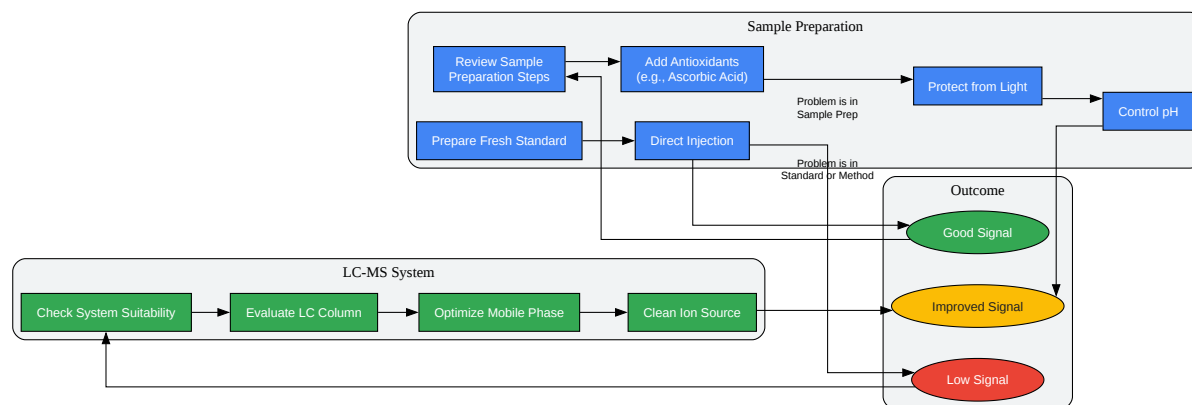 Sample Preparation
Review Sample
Preparation Steps
Add Antioxidants
(e.g., Ascorbic Acid)
Protect from Light
Control pH
Problem is in
Sample Prep
Prepare Fresh Standard
Direct Injection
Problem is in
Standard or Method
Outcome
Good Signal
LC-MS System
Check System Suitability
Evaluate LC Column
Optimize Mobile Phase
Clean Ion Source
Improved Signal
Low Signal